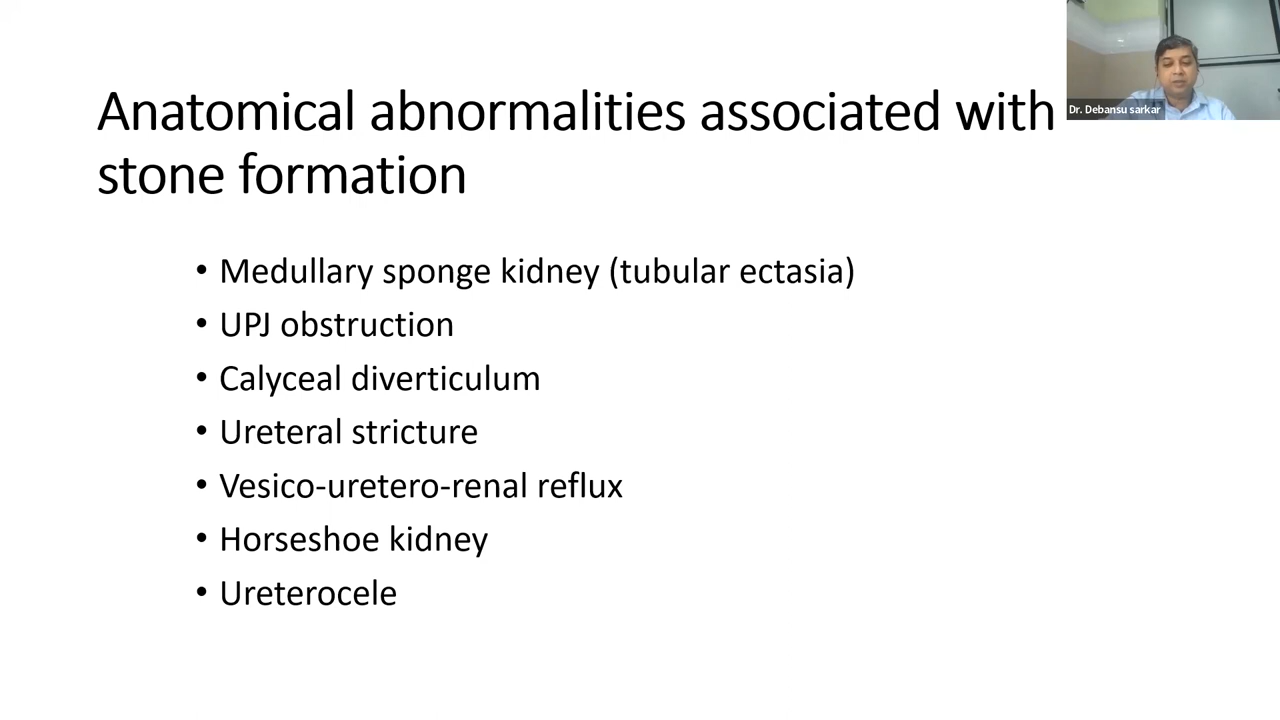 Anatomical abnormalities associated with
stone formation
• Medullary sponge kidney (tubular ectasia)
• UPJ obstruction
• Calyceal diverticulum
• Ureteral stricture
• Vesico-uretero-renal reflux
• Horseshoe kidney
• Ureterocele
Dr. Debansu sarkar